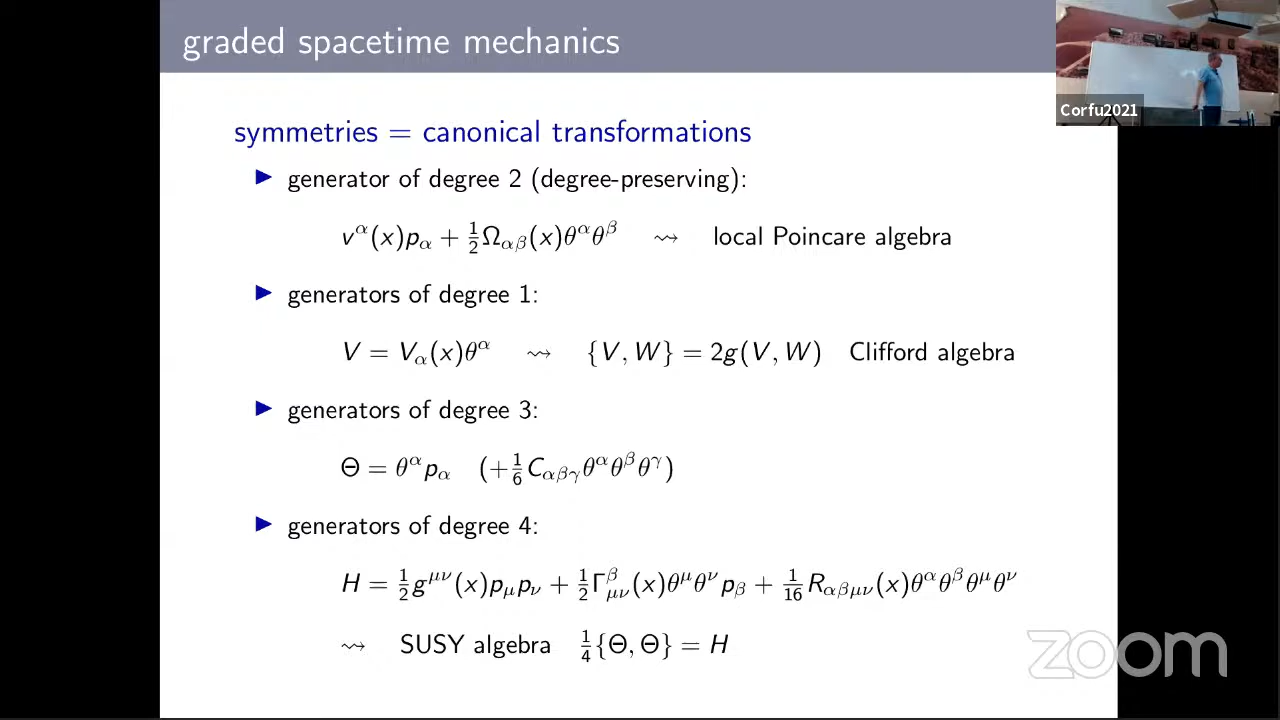 graded spacetime mechanics
Corfu2021
symmetries = canonical transformations
▶ generator of degree 2 (degree-preserving):
v^α(x)p_α + ½Ω_αβ(x)θ^αθ^β ⇝ local Poincare algebra
▶ generators of degree 1:
V = V_α(x)θ^α ⇝ {V, W} = 2g(V, W) Clifford algebra
▶ generators of degree 3:
Θ = θ^αp_α (+⅙C_αβγθ^αθ^βθ^γ)
▶ generators of degree 4:
H = ½g^μν(x)p_μp_ν + ½Γ^β_μν(x)θ^μθ^νp_β + 1/16 R_αβμν(x)θ^αθ^βθ^μθ^ν
⇝ SUSY algebra ¼{Θ, Θ} = H
zoom